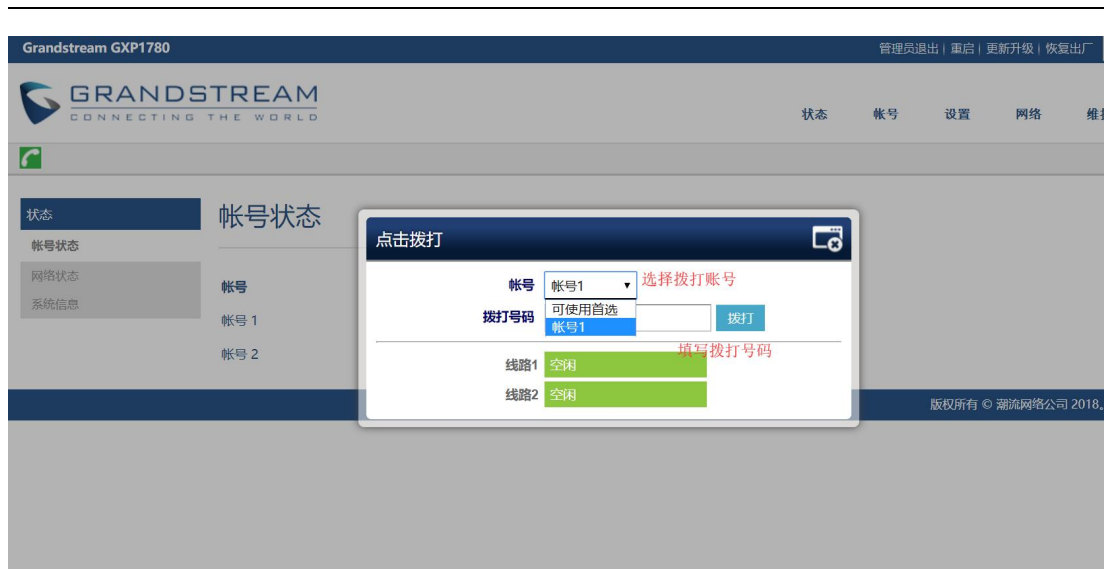 Grandstream GXP1780
管理员退出 | 重启 | 更新升级 | 恢复出厂
GRANDSTREAM
CONNECTING THE WORLD
状态 帐号 设置 网络
状态
帐号状态
网络状态
系统信息
帐号状态
帐号
帐号 1
帐号 2
点击拨打
帐号 帐号1 选择拨打账号
可使用首选
帐号1
拨打号码 拨打
填写拨打号码
线路1 空闲
线路2 空闲
版权所有 © 潮流网络公司 2018。